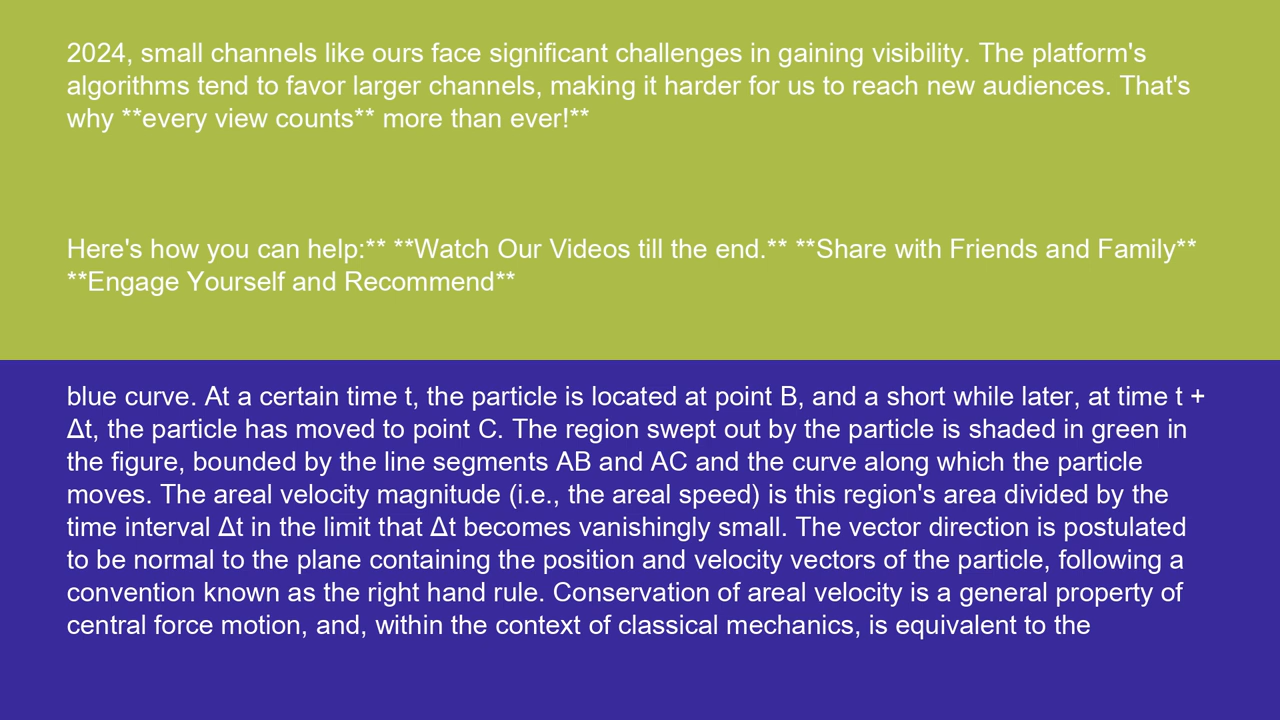 2024, small channels like ours face significant challenges in gaining visibility. The platform's
algorithms tend to favor larger channels, making it harder for us to reach new audiences. That's
why **every view counts** more than ever!**
Here's how you can help:** **Watch Our Videos till the end.** **Share with Friends and Family**
**Engage Yourself and Recommend**
blue curve. At a certain time t, the particle is located at point B, and a short while later, at time t +
Δt, the particle has moved to point C. The region swept out by the particle is shaded in green in
the figure, bounded by the line segments AB and AC and the curve along which the particle
moves. The areal velocity magnitude (i.e., the areal speed) is this region's area divided by the
time interval Δt in the limit that Δt becomes vanishingly small. The vector direction is postulated
to be normal to the plane containing the position and velocity vectors of the particle, following a
convention known as the right hand rule. Conservation of areal velocity is a general property of
central force motion, and, within the context of classical mechanics, is equivalent to the